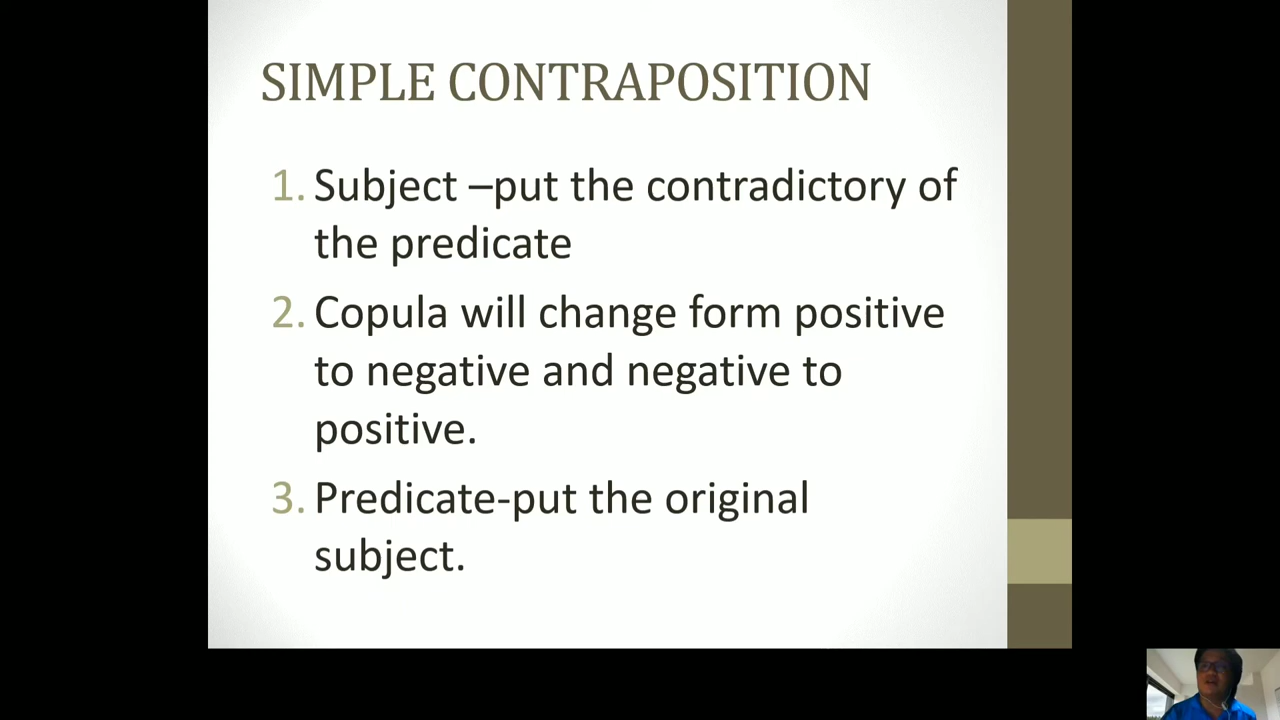 SIMPLE CONTRAPOSITION
1. Subject –put the contradictory of
the predicate
2. Copula will change form positive
to negative and negative to
positive.
3. Predicate-put the original
subject.